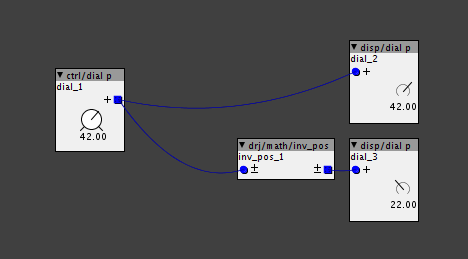 ▼ ctrl/dial p
dial_1
+
42.00
▼ disp/dial p
dial_2
+
42.00
▼ drj/math/inv_pos
inv_pos_1
± ±
▼ disp/dial p
dial_3
+
22.00